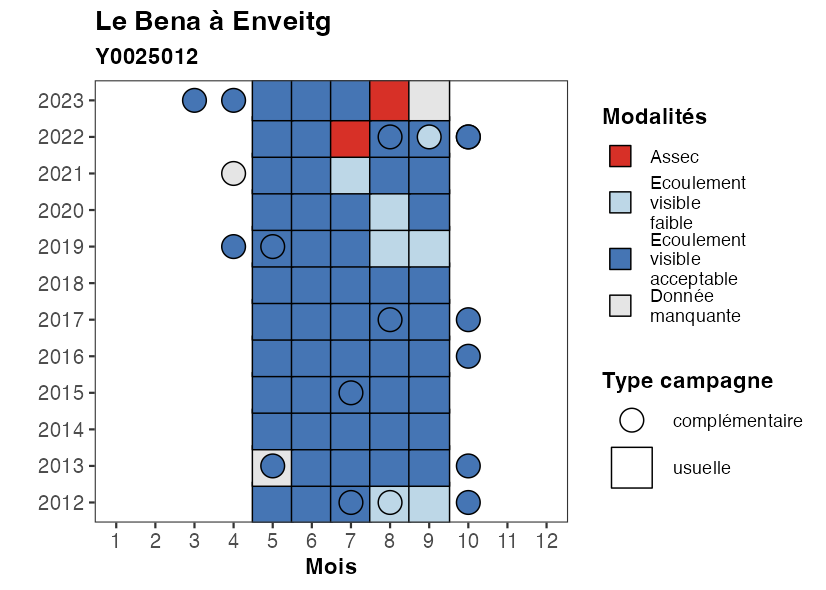 Le Bena à Enveitg
Y0025012
2023
2022
2021
2020
2019
2018
2017
2016
2015
2014
2013
2012
1 2 3 4 5 6 7 8 9 10 11 12
Mois
Modalités
Assec
Ecoulement
visible
faible
Ecoulement
visible
acceptable
Donnée
manquante
Type campagne
complémentaire
usuelle